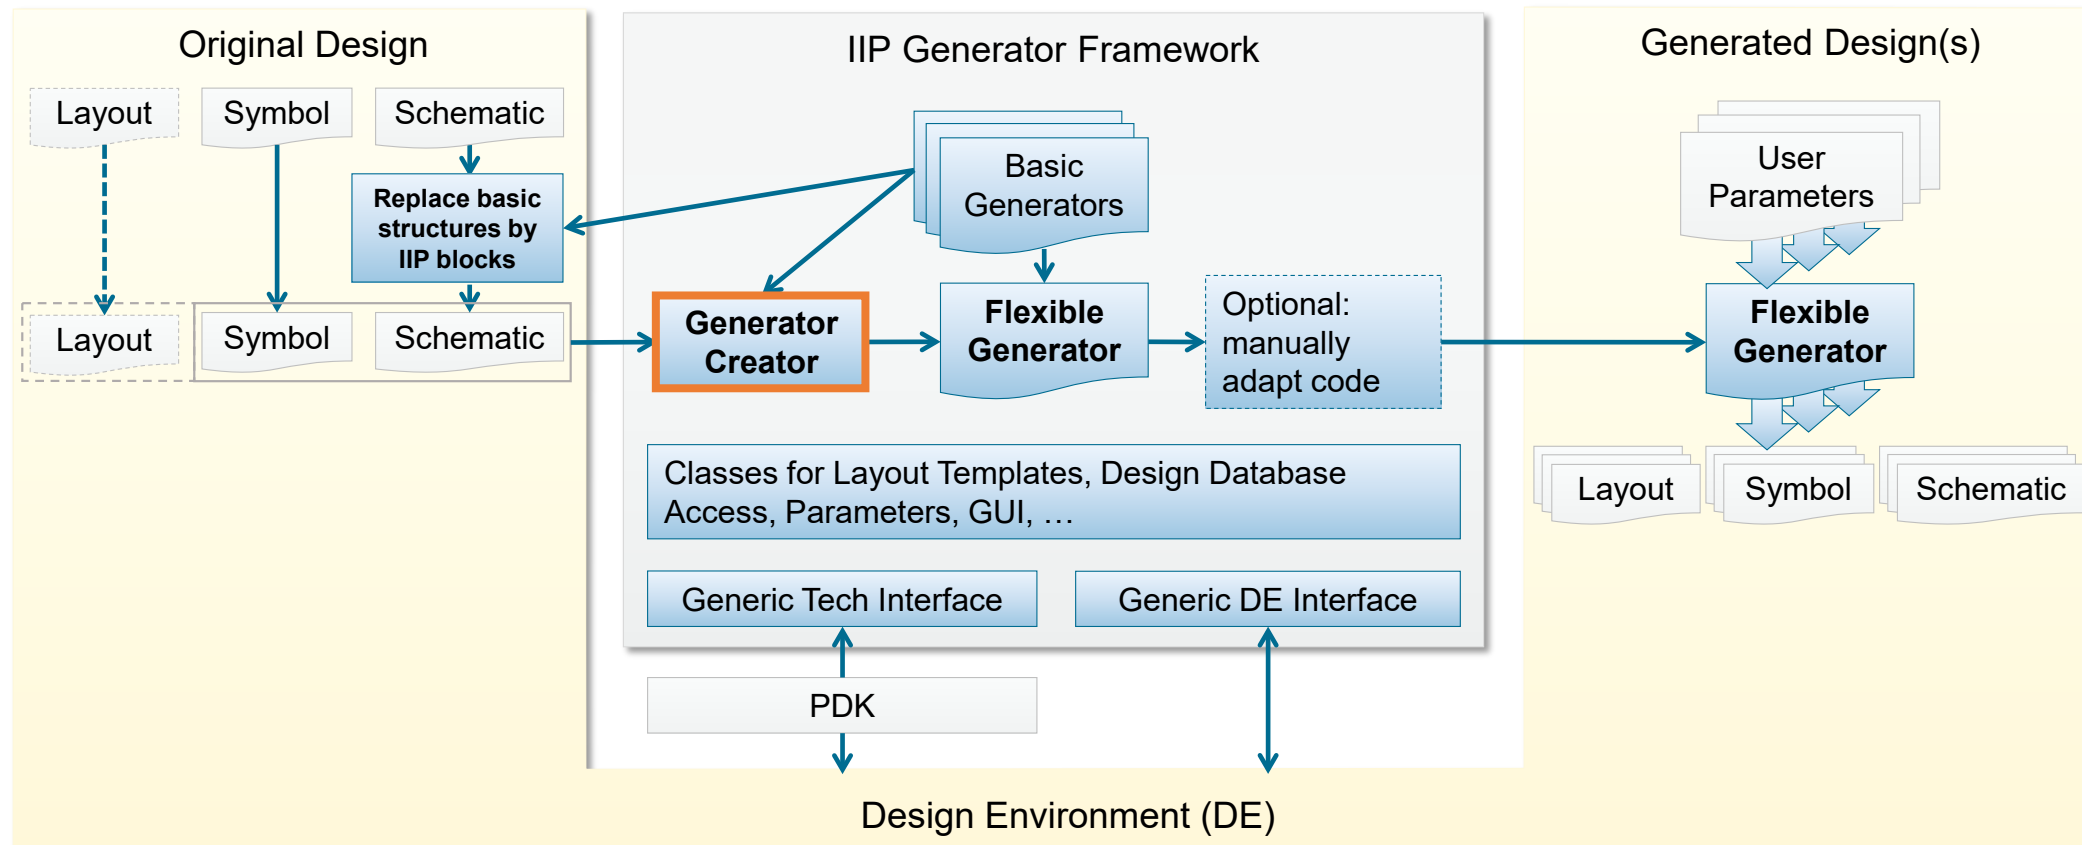 Original Design
Layout
Symbol
Schematic
Replace basic
structures by
IIP blocks
Layout
Symbol
Schematic
IIP Generator Framework
Basic
Generators
Generator
Creator
Flexible
Generator
Optional:
manually
adapt code
Classes for Layout Templates, Design Database
Access, Parameters, GUI, …
Generic Tech Interface
Generic DE Interface
PDK
Generated Design(s)
User
Parameters
Flexible
Generator
Layout
Symbol
Schematic
Design Environment (DE)